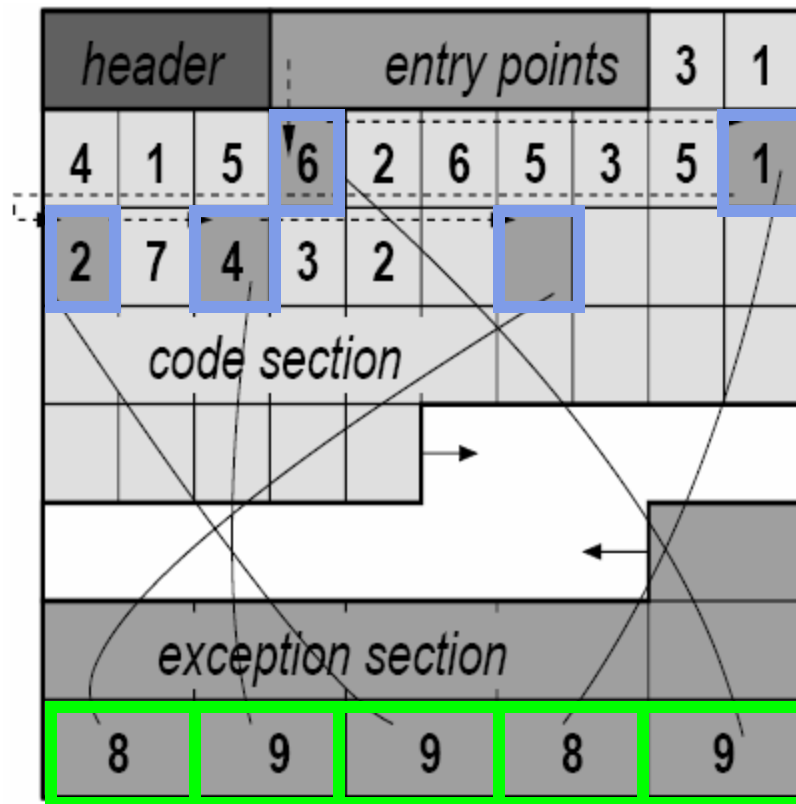 header entry points 3 1
4 1 5 6 2 6 5 3 5 1
2 7 4 3 2
code section
exception section
8 9 9 8 9